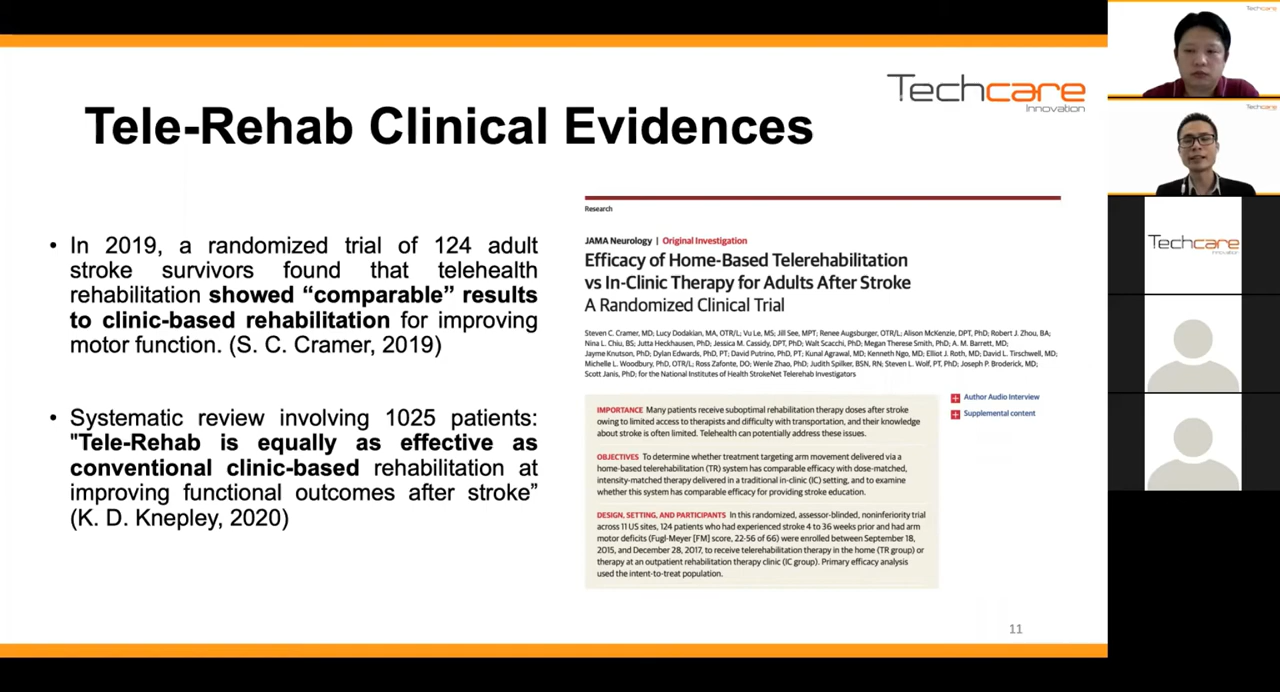 Techcare
Innovation
Tele-Rehab Clinical Evidences
• In 2019, a randomized trial of 124 adult
stroke survivors found that telehealth
rehabilitation showed “comparable” results
to clinic-based rehabilitation for improving
motor function. (S. C. Cramer, 2019)
• Systematic review involving 1025 patients:
"Tele-Rehab is equally as effective as
conventional clinic-based rehabilitation at
improving functional outcomes after stroke”
(K. D. Knepley, 2020)
Research
JAMA Neurology | Original Investigation
Efficacy of Home-Based Telerehabilitation
vs In-Clinic Therapy for Adults After Stroke
A Randomized Clinical Trial
Steven C. Cramer, MD; Lucy Dodakian, MA, OTR/L; Vu Le, MS; Jill See, MPT; Renee Augsburger, OTR/L; Alison McKenzie, DPT, PhD; Robert J. Zhou, BA;
Nina L. Chiu, BS; Jutta Heckhausen, PhD; Jessica M. Cassidy, DPT, PhD; Walt Scacchi, PhD; Megan Therese Smith, PhD; A. M. Barrett, MD;
Jayme Knutson, PhD; Dylan Edwards, PhD, PT; David Putrino, PhD, PT; Kunal Agrawal, MD; Kenneth Ngo, MD; Elliot J. Roth, MD; David L. Tirschwell, MD;
Michelle L. Woodbury, PhD, OTR/L; Ross Zafonte, DO; Wenle Zhao, PhD; Judith Spilker, BSN, RN; Steven L. Wolf, PT, PhD; Joseph P. Broderick, MD;
Scott Janis, PhD; for the National Institutes of Health StrokeNet Telerehab Investigators
IMPORTANCE Many patients receive suboptimal rehabilitation therapy doses after stroke
owing to limited access to therapists and difficulty with transportation, and their knowledge
about stroke is often limited. Telehealth can potentially address these issues.
OBJECTIVES To determine whether treatment targeting arm movement delivered via a
home-based telerehabilitation (TR) system has comparable efficacy with dose-matched,
intensity-matched therapy delivered in a traditional in-clinic (IC) setting, and to examine
whether this system has comparable efficacy for providing stroke education.
DESIGN, SETTING, AND PARTICIPANTS In this randomized, assessor-blinded, noninferiority trial
across 11 US sites, 124 patients who had experienced stroke 4 to 36 weeks prior and had arm
motor deficits (Fugl-Meyer [FM] score, 22-56 of 66) were enrolled between September 18,
2015, and December 28, 2017, to receive telerehabilitation therapy in the home (TR group) or
therapy at an outpatient rehabilitation therapy clinic (IC group). Primary efficacy analysis
used the intent-to-treat population.
Author Audio Interview
Supplemental content
11
Techcare
Techcare
Techcare
Innovation